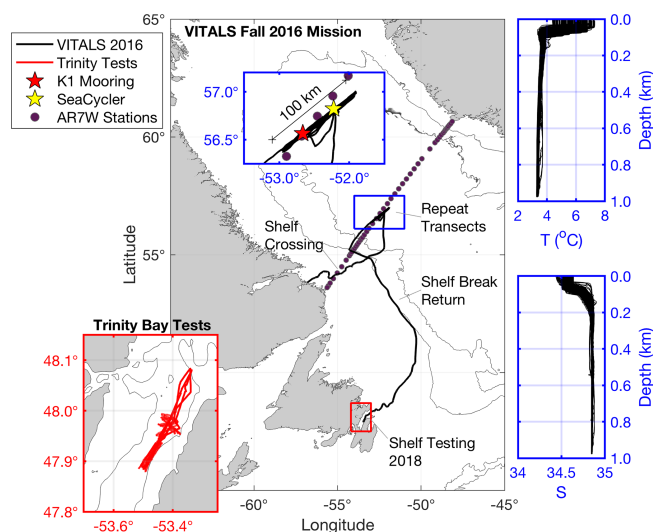 VITALS Fall 2016 Mission
VITALS 2016
Trinity Tests
K1 Mooring
SeaCycler
AR7W Stations
65°
60°
55°
Latitude
57.0°
56.5°
100 km
-53.0°
-52.0°
Repeat
Transects
Shelf
Crossing
Shelf Break
Return
Shelf Testing
2018
-60°
-55°
-50°
-45°
Longitude
Trinity Bay Tests
48.1°
48.0°
47.9°
47.8°
-53.6°
-53.4°
0.0
0.2
0.4
0.6
0.8
1.0
Depth (km)
2
4
6
8
T (°C)
0.0
0.2
0.4
0.6
0.8
1.0
Depth (km)
34
34.5
35
S